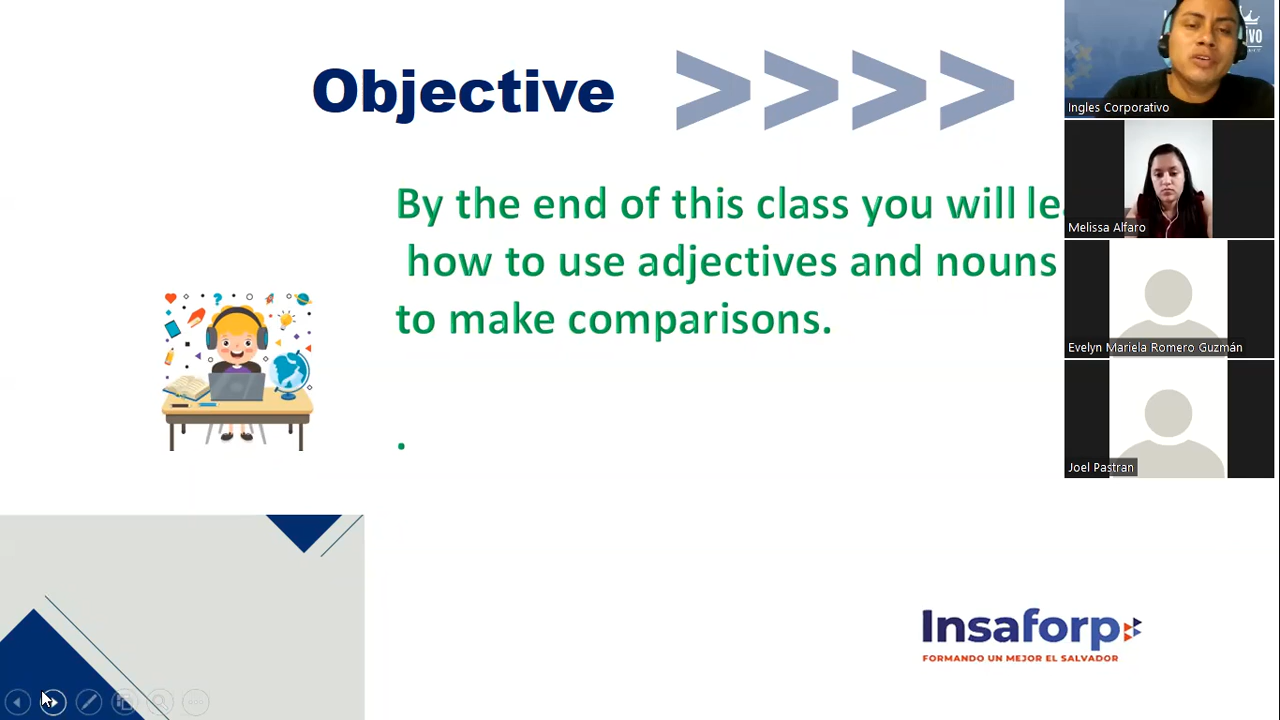 Objective >>>>
By the end of this class you will
how to use adjectives and nouns
to make comparisons.
.
Insaforp
FORMANDO UN MEJOR EL SALVADOR
Ingles Corporativo
Melissa Alfaro
Evelyn Mariela Romero Guzmán
Joel Pastran